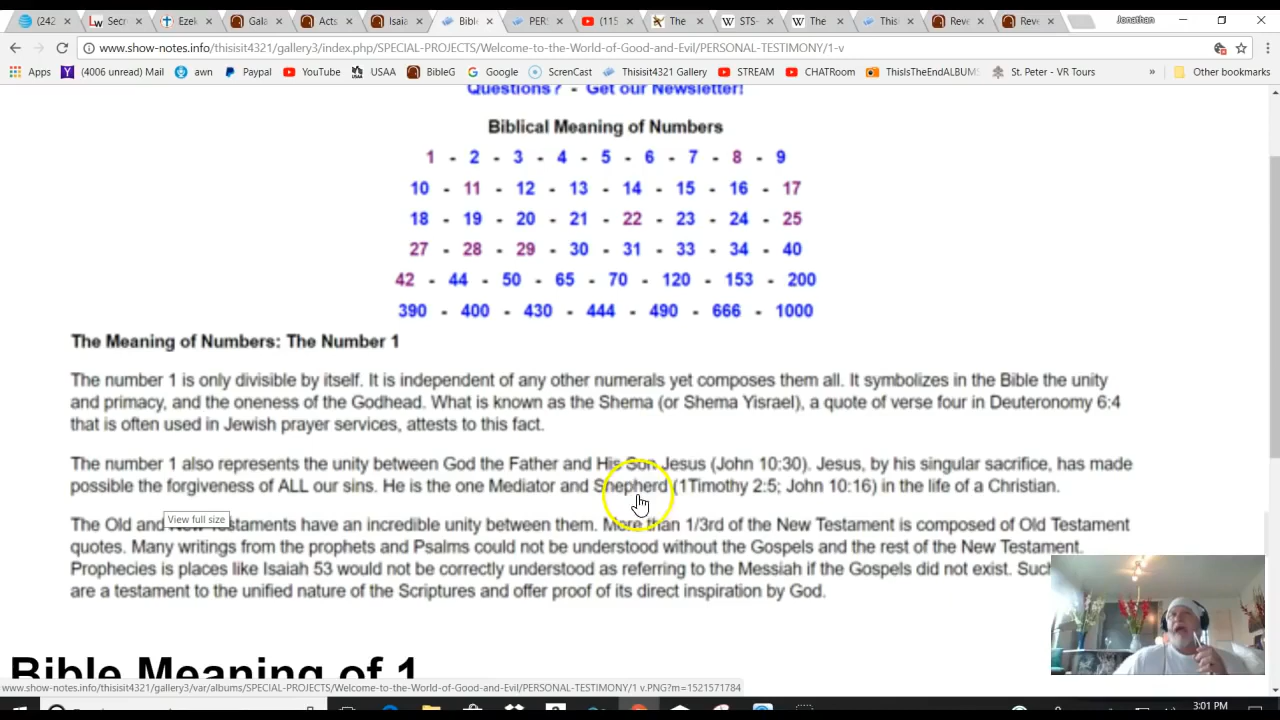 (242
Secre
Ezeki
Gala
Acts
Isaia
Bibl
PERS
(115
The
STS-
The
This
Reve
Reve
Jonathan
www.show-notes.info/thisisit4321/gallery3/index.php/SPECIAL-PROJECTS/Welcome-to-the-World-of-Good-and-Evil/PERSONAL-TESTIMONY/1-v
Apps (4006 unread) Mail awn Paypal YouTube USAA BibleG Google ScrenCast Thisisit4321 Gallery STREAM CHATRoom ThisIsTheEndALBUM St. Peter - VR Tours » Other bookmarks
Questions? - Get our Newsletter!
Biblical Meaning of Numbers
1 - 2 - 3 - 4 - 5 - 6 - 7 - 8 - 9
10 - 11 - 12 - 13 - 14 - 15 - 16 - 17
18 - 19 - 20 - 21 - 22 - 23 - 24 - 25
27 - 28 - 29 - 30 - 31 - 33 - 34 - 40
42 - 44 - 50 - 65 - 70 - 120 - 153 - 200
390 - 400 - 430 - 444 - 490 - 666 - 1000
The Meaning of Numbers: The Number 1
The number 1 is only divisible by itself. It is independent of any other numerals yet composes them all. It symbolizes in the Bible the unity
and primacy, and the oneness of the Godhead. What is known as the Shema (or Shema Yisrael), a quote of verse four in Deuteronomy 6:4
that is often used in Jewish prayer services, attests to this fact.
The number 1 also represents the unity between God the Father and His Son Jesus (John 10:30). Jesus, by his singular sacrifice, has made
possible the forgiveness of ALL our sins. He is the one Mediator and Shepherd (1Timothy 2:5; John 10:16) in the life of a Christian.
View full size
The Old and New Testaments have an incredible unity between them. More than 1/3rd of the New Testament is composed of Old Testament
quotes. Many writings from the prophets and Psalms could not be understood without the Gospels and the rest of the New Testament.
Prophecies is places like Isaiah 53 would not be correctly understood as referring to the Messiah if the Gospels did not exist. Such
are a testament to the unified nature of the Scriptures and offer proof of its direct inspiration by God.
Bible Meaning of 1
www.show-notes.info/thisisit4321/gallery3/var/albums/SPECIAL-PROJECTS/Welcome-to-the-World-of-Good-and-Evil/PERSONAL-TESTIMONY/1 v.PNG?m=1521571784
3:01 PM